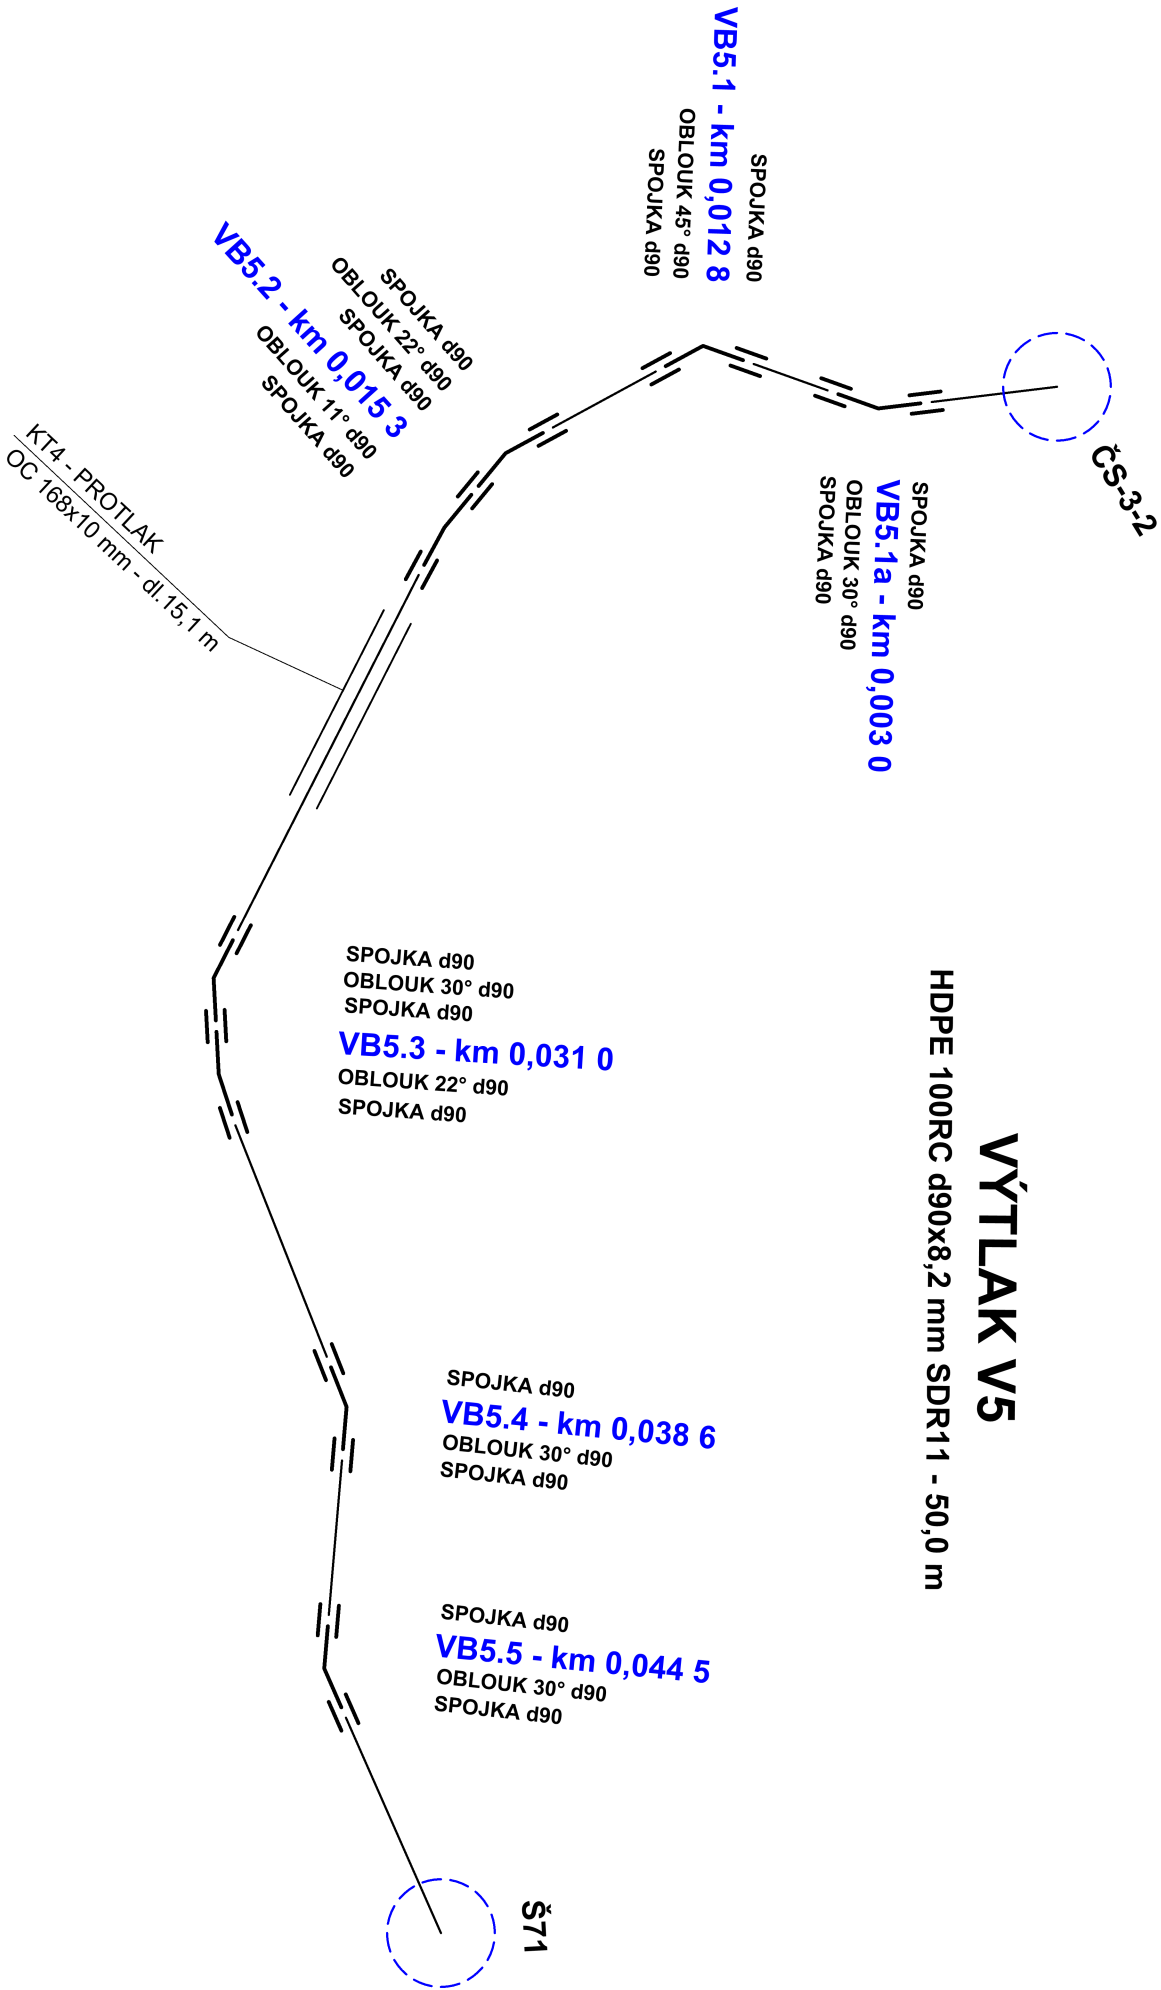 VÝTLAK V5
HDPE 100RC d90x8,2 mm SDR11 - 50,0 m
ČS-3-2
SPOJKA d90
VB5.1a - km 0,003 0
OBLOUK 30° d90
SPOJKA d90
SPOJKA d90
VB5.1 - km 0,012 8
OBLOUK 45° d90
SPOJKA d90
SPOJKA d90
OBLOUK 22° d90
SPOJKA d90
VB5.2 - km 0,015 3
OBLOUK 11° d90
SPOJKA d90
KT4 - PROTLAK
OC 168x10 mm - dl.15,1 m
SPOJKA d90
OBLOUK 30° d90
SPOJKA d90
VB5.3 - km 0,031 0
OBLOUK 22° d90
SPOJKA d90
SPOJKA d90
VB5.4 - km 0,038 6
OBLOUK 30° d90
SPOJKA d90
SPOJKA d90
VB5.5 - km 0,044 5
OBLOUK 30° d90
SPOJKA d90
Š71